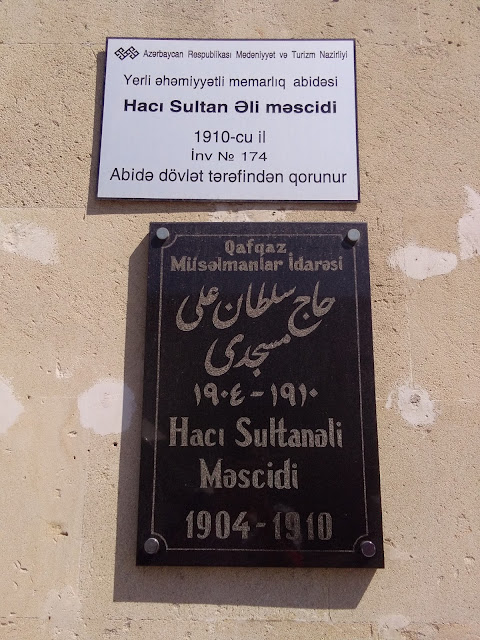 Azərbaycan Respublikası Mədəniyyət və Turizm Nazirliyi
Yerli əhəmiyyətli memarlıq abidəsi
Hacı Sultan Əli məscidi
1910-cu il
İnv № 174
Abidə dövlət tərəfindən qorunur
Qafqaz
Müsəlmanlar İdarəsi
حاج سلطان علی
مسجدی
۱۹۰٤ - ۱۹۱۰
Hacı Sultanəli
Məscidi
1904-1910